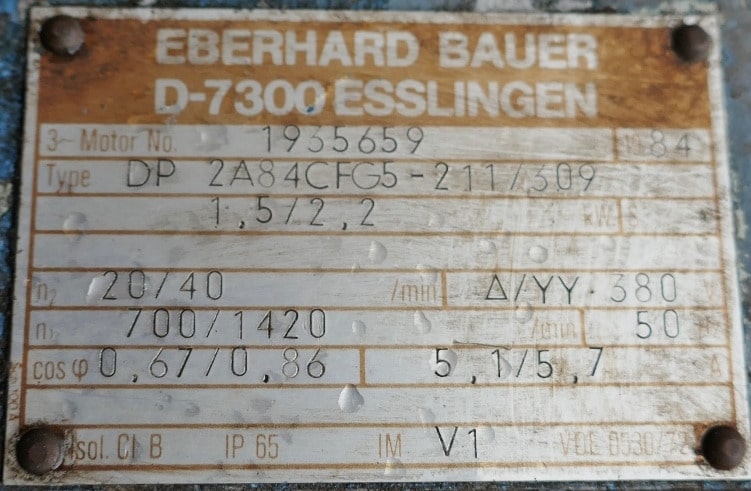 EBERHARD BAUER
D-7300 ESSLINGEN
3~ Motor No. 1935659 84
Type DP 2A84CFG5-211/309
1,5/2,2 kW
n₂ 20/40 /min Δ/YY 380
n₁ 700/1420 /min 50
cos φ 0,67/0,86 5,1/5,7 A
Isol. Cl B IP 65 IM V1 VDE 0530/72